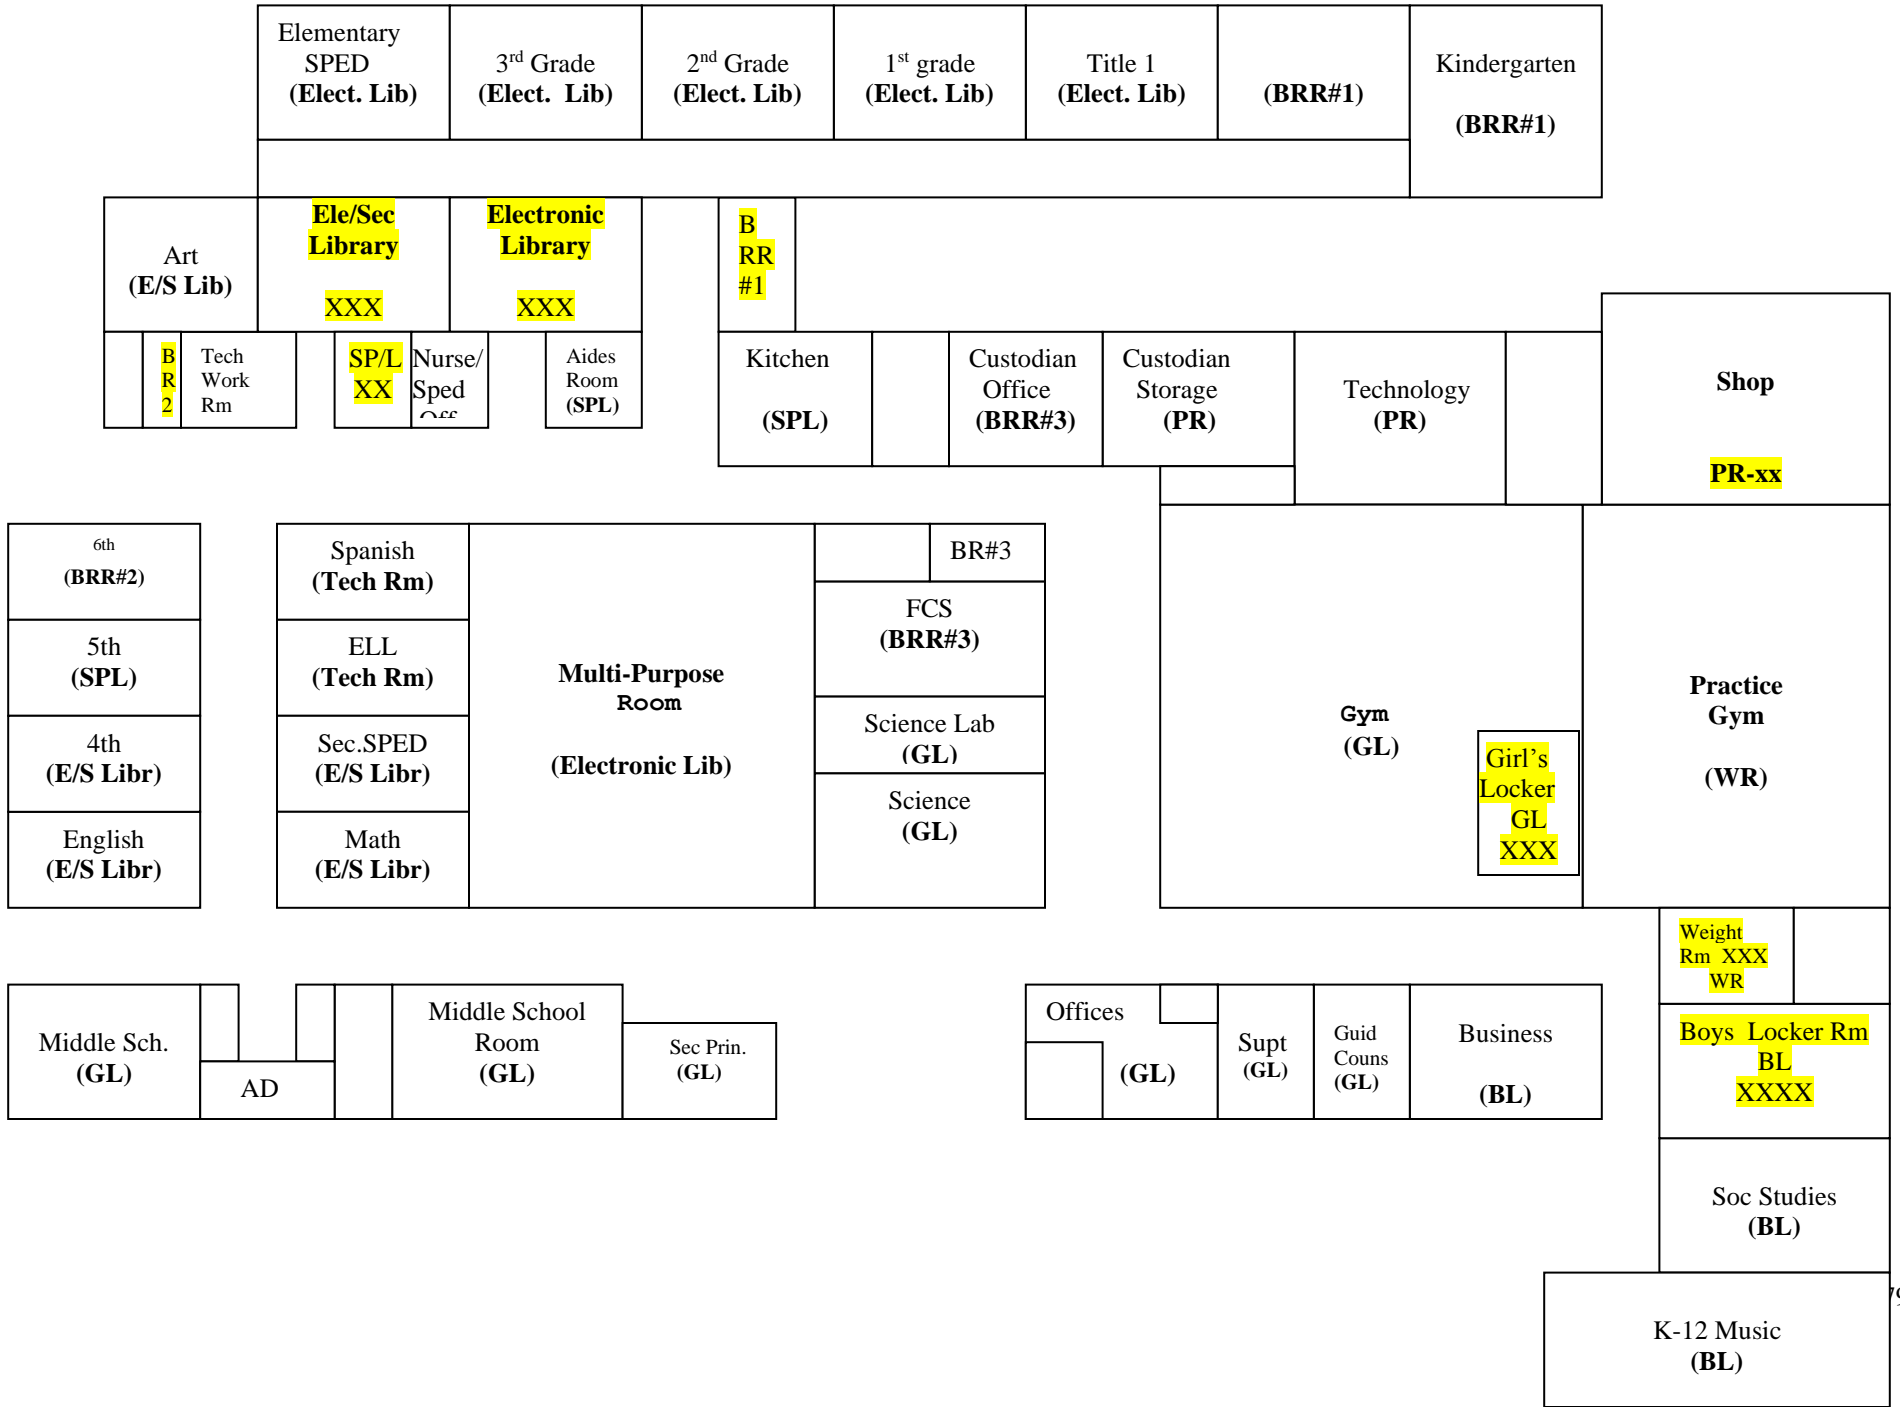 Elementary
SPED
(Elect. Lib)
3rd Grade
(Elect. Lib)
2nd Grade
(Elect. Lib)
1st grade
(Elect. Lib)
Title 1
(Elect. Lib)
(BRR#1)
Kindergarten
(BRR#1)
Art
(E/S Lib)
Ele/Sec
Library
XXX
Electronic
Library
XXX
B
RR
#1
B
R
2
Tech
Work
Rm
SP/L
XX
Nurse/
Sped
Off
Aides
Room
(SPL)
Kitchen
(SPL)
Custodian
Office
(BRR#3)
Custodian
Storage
(PR)
Technology
(PR)
Shop
PR-xx
6th
(BRR#2)
5th
(SPL)
4th
(E/S Libr)
English
(E/S Libr)
Spanish
(Tech Rm)
ELL
(Tech Rm)
Sec.SPED
(E/S Libr)
Math
(E/S Libr)
Multi-Purpose
Room
(Electronic Lib)
BR#3
FCS
(BRR#3)
Science Lab
(GL)
Science
(GL)
Gym
(GL)
Girl’s
Locker
GL
XXX
Practice
Gym
(WR)
Weight
Rm XXX
WR
Middle Sch.
(GL)
AD
Middle School
Room
(GL)
Sec Prin.
(GL)
Offices
(GL)
Supt
(GL)
Guid
Couns
(GL)
Business
(BL)
Boys Locker Rm
BL
XXXX
Soc Studies
(BL)
K-12 Music
(BL)